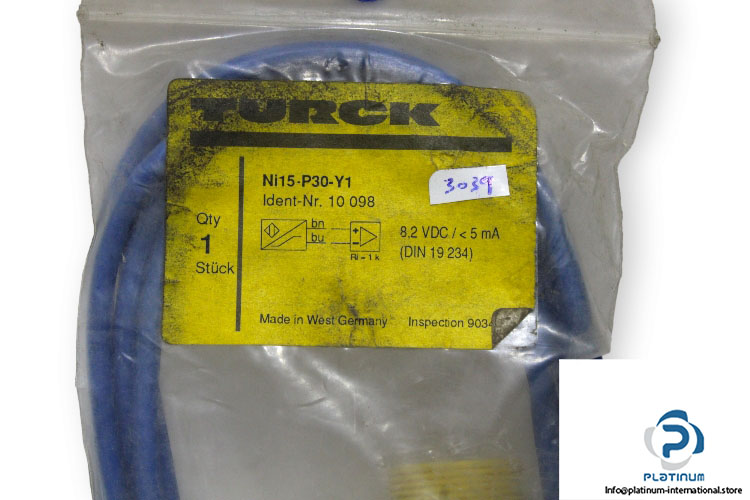 TURCK
Ni15-P30-Y1
3039
Ident-Nr. 10 098
Qty
1
Stück
bn
bu
+
−
Ri = 1 k
8.2 VDC / < 5 mA
(DIN 19 234)
Made in West Germany
Inspection 9034
P
PLATINUM
Info@platinum-international.store